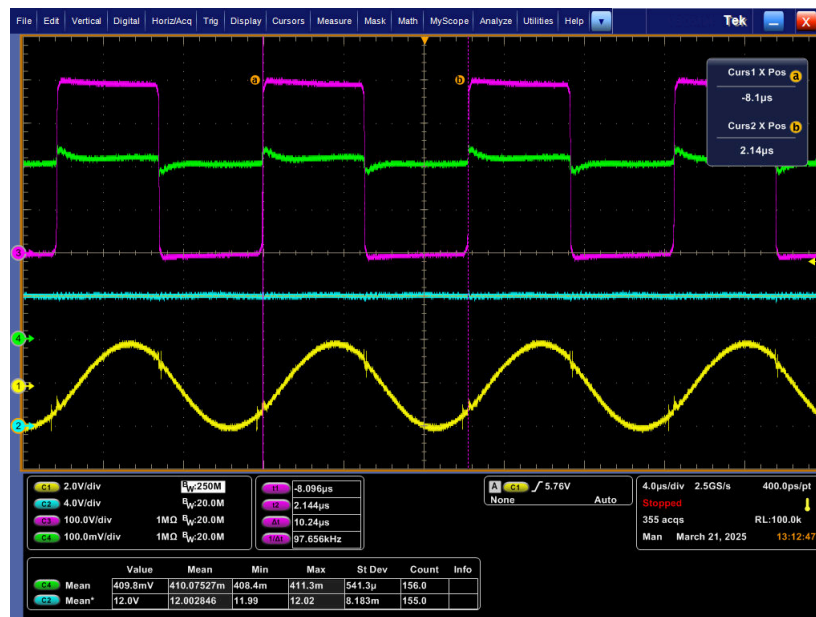 File Edit Vertical Digital Horiz/Acq Trig Display Cursors Measure Mask Math MyScope Analyze Utilities Help Tek X
a b
Curs1 X Pos a
-8.1µs
Curs2 X Pos b
2.14µs
3
4
1
2
C1 2.0V/div BW:250M
C2 4.0V/div BW:20.0M
C3 100.0V/div 1MΩ BW:20.0M
C4 100.0mV/div 1MΩ BW:20.0M
t1 -8.096µs
t2 2.144µs
Δt 10.24µs
1/Δt 97.656kHz
A C1 5.76V
None Auto
4.0µs/div 2.5GS/s 400.0ps/pt
Stopped
355 acqs RL:100.0k
Man March 21, 2025 13:12:47
Value Mean Min Max St Dev Count Info
C4 Mean 409.8mV 410.07527m 408.4m 411.3m 541.3µ 156.0
C2 Mean* 12.0V 12.002846 11.99 12.02 8.183m 155.0